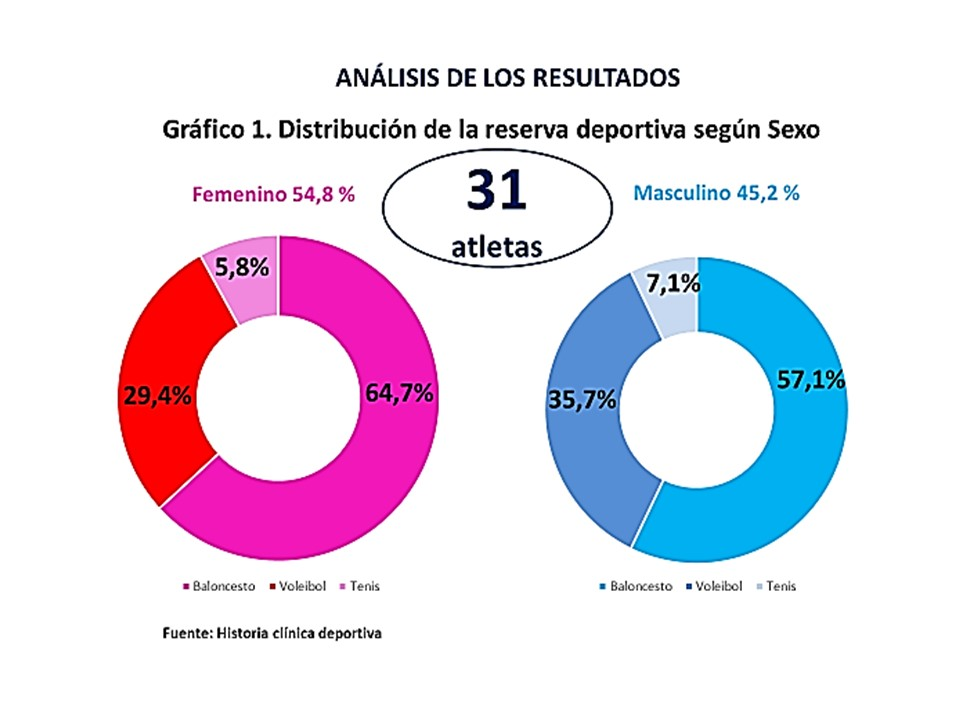 ANÁLISIS DE LOS RESULTADOS
Gráfico 1. Distribución de la reserva deportiva según Sexo
Femenino 54,8 %
31
atletas
Masculino 45,2 %
5,8%
29,4%
64,7%
7,1%
35,7%
57,1%
Baloncesto Voleibol Tenis
Baloncesto Voleibol Tenis
Fuente: Historia clínica deportiva